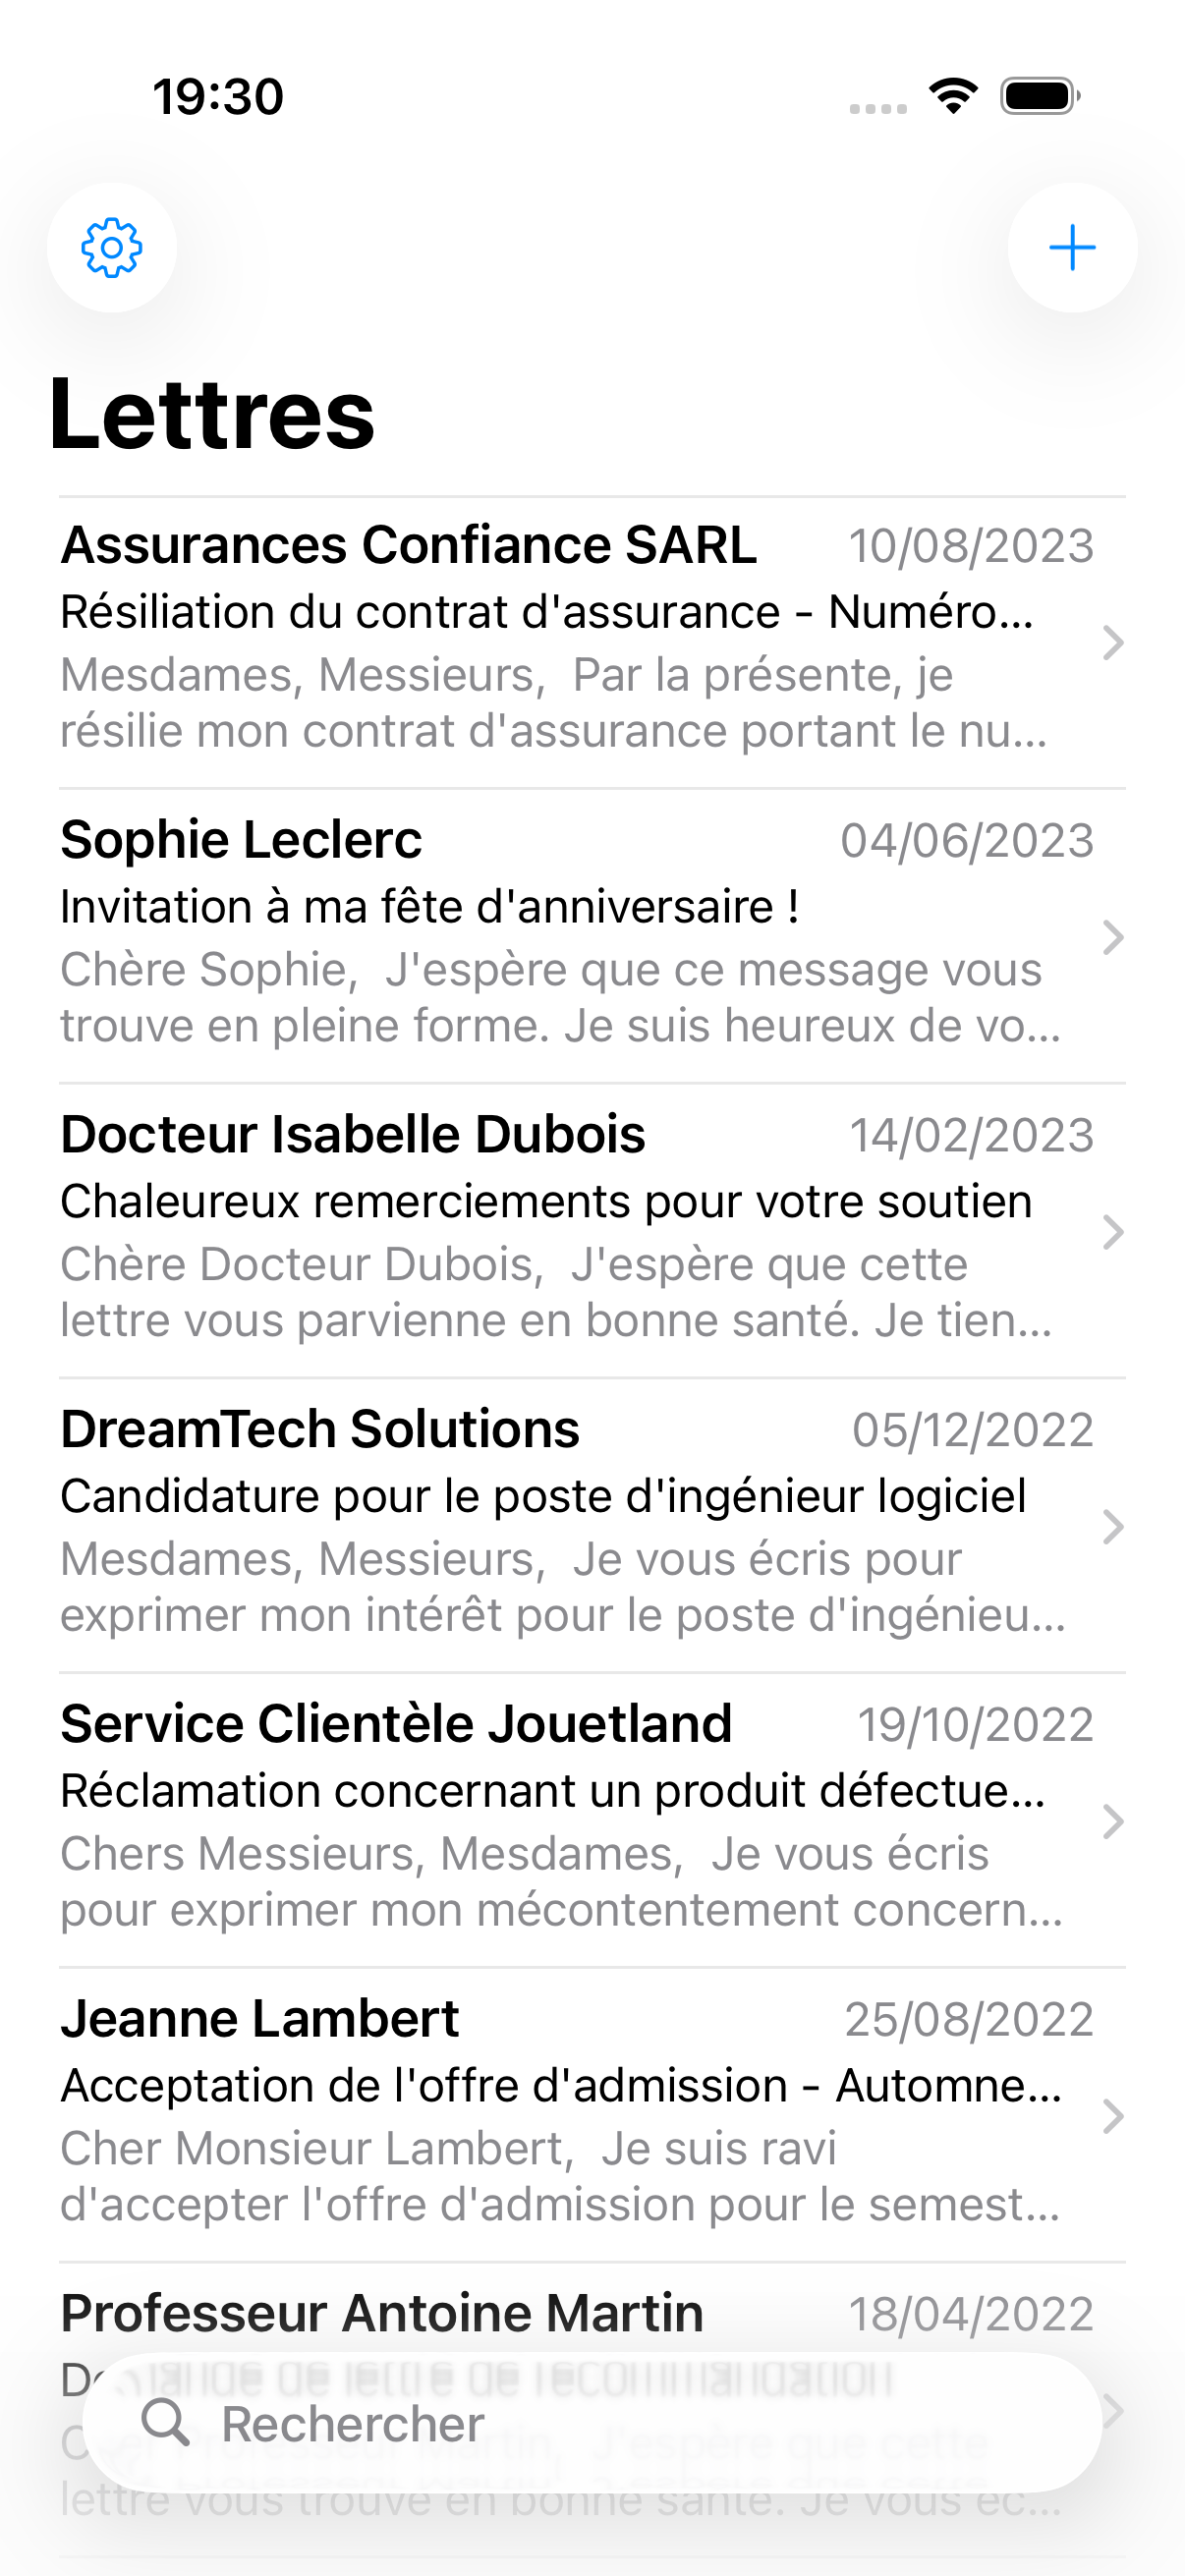 19:30
Lettres
Assurances Confiance SARL 10/08/2023
Résiliation du contrat d'assurance - Numéro...
Mesdames, Messieurs,  Par la présente, je
résilie mon contrat d'assurance portant le nu...
Sophie Leclerc 04/06/2023
Invitation à ma fête d'anniversaire !
Chère Sophie,  J'espère que ce message vous
trouve en pleine forme. Je suis heureux de vo...
Docteur Isabelle Dubois 14/02/2023
Chaleureux remerciements pour votre soutien
Chère Docteur Dubois,  J'espère que cette
lettre vous parvienne en bonne santé. Je tien...
DreamTech Solutions 05/12/2022
Candidature pour le poste d'ingénieur logiciel
Mesdames, Messieurs,  Je vous écris pour
exprimer mon intérêt pour le poste d'ingénieu...
Service Clientèle Jouetland 19/10/2022
Réclamation concernant un produit défectue...
Chers Messieurs, Mesdames,  Je vous écris
pour exprimer mon mécontentement concern...
Jeanne Lambert 25/08/2022
Acceptation de l'offre d'admission - Automne...
Cher Monsieur Lambert,  Je suis ravi
d'accepter l'offre d'admission pour le semest...
Professeur Antoine Martin 18/04/2022
Demande de lettre de recommandation
Rechercher
Cher Professeur Martin,  J'espère que cette
lettre vous trouve en bonne santé. Je vous éc...